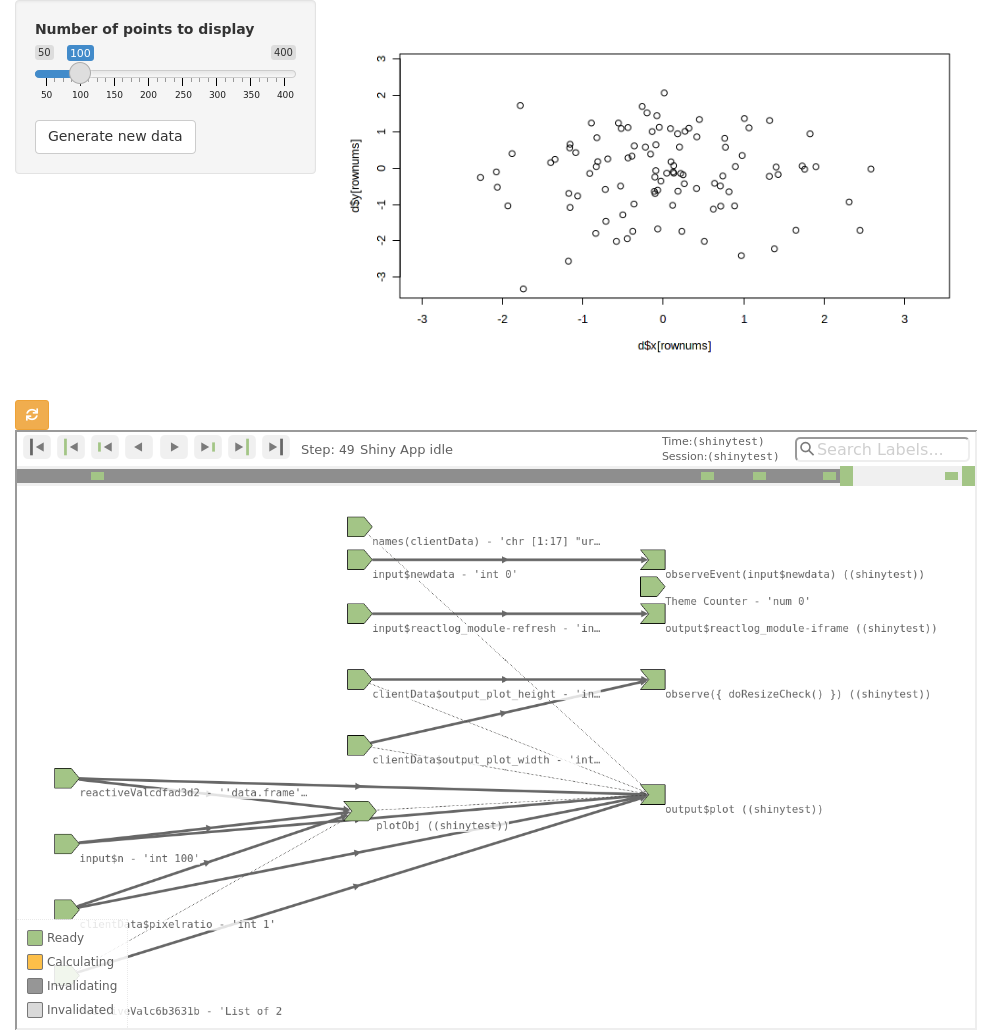 Number of points to display
50 100 400
50 100 150 200 250 300 350 400
Generate new data
d$y[rownums]
3
2
1
0
-1
-2
-3
-3 -2 -1 0 1 2 3
d$x[rownums]
Step: 49 Shiny App idle
Time:(shinytest)
Session:(shinytest)
Search Labels...
names(clientData) - 'chr [1:17] "ur…
input$newdata - 'int 0'
observeEvent(input$newdata) ((shinytest))
Theme Counter - 'num 0'
input$reactlog_module-refresh - 'in…
output$reactlog_module-iframe ((shinytest))
clientData$output_plot_height - 'in…
observe({ doResizeCheck() }) ((shinytest))
clientData$output_plot_width - 'int…
reactiveValcdfad3d2 - ''data.frame'…
output$plot ((shinytest))
plotObj ((shinytest))
input$n - 'int 100'
clientData$pixelratio - 'int 1'
Ready
Calculating
Invalidating
Invalidated
veValc6b3631b - 'List of 2